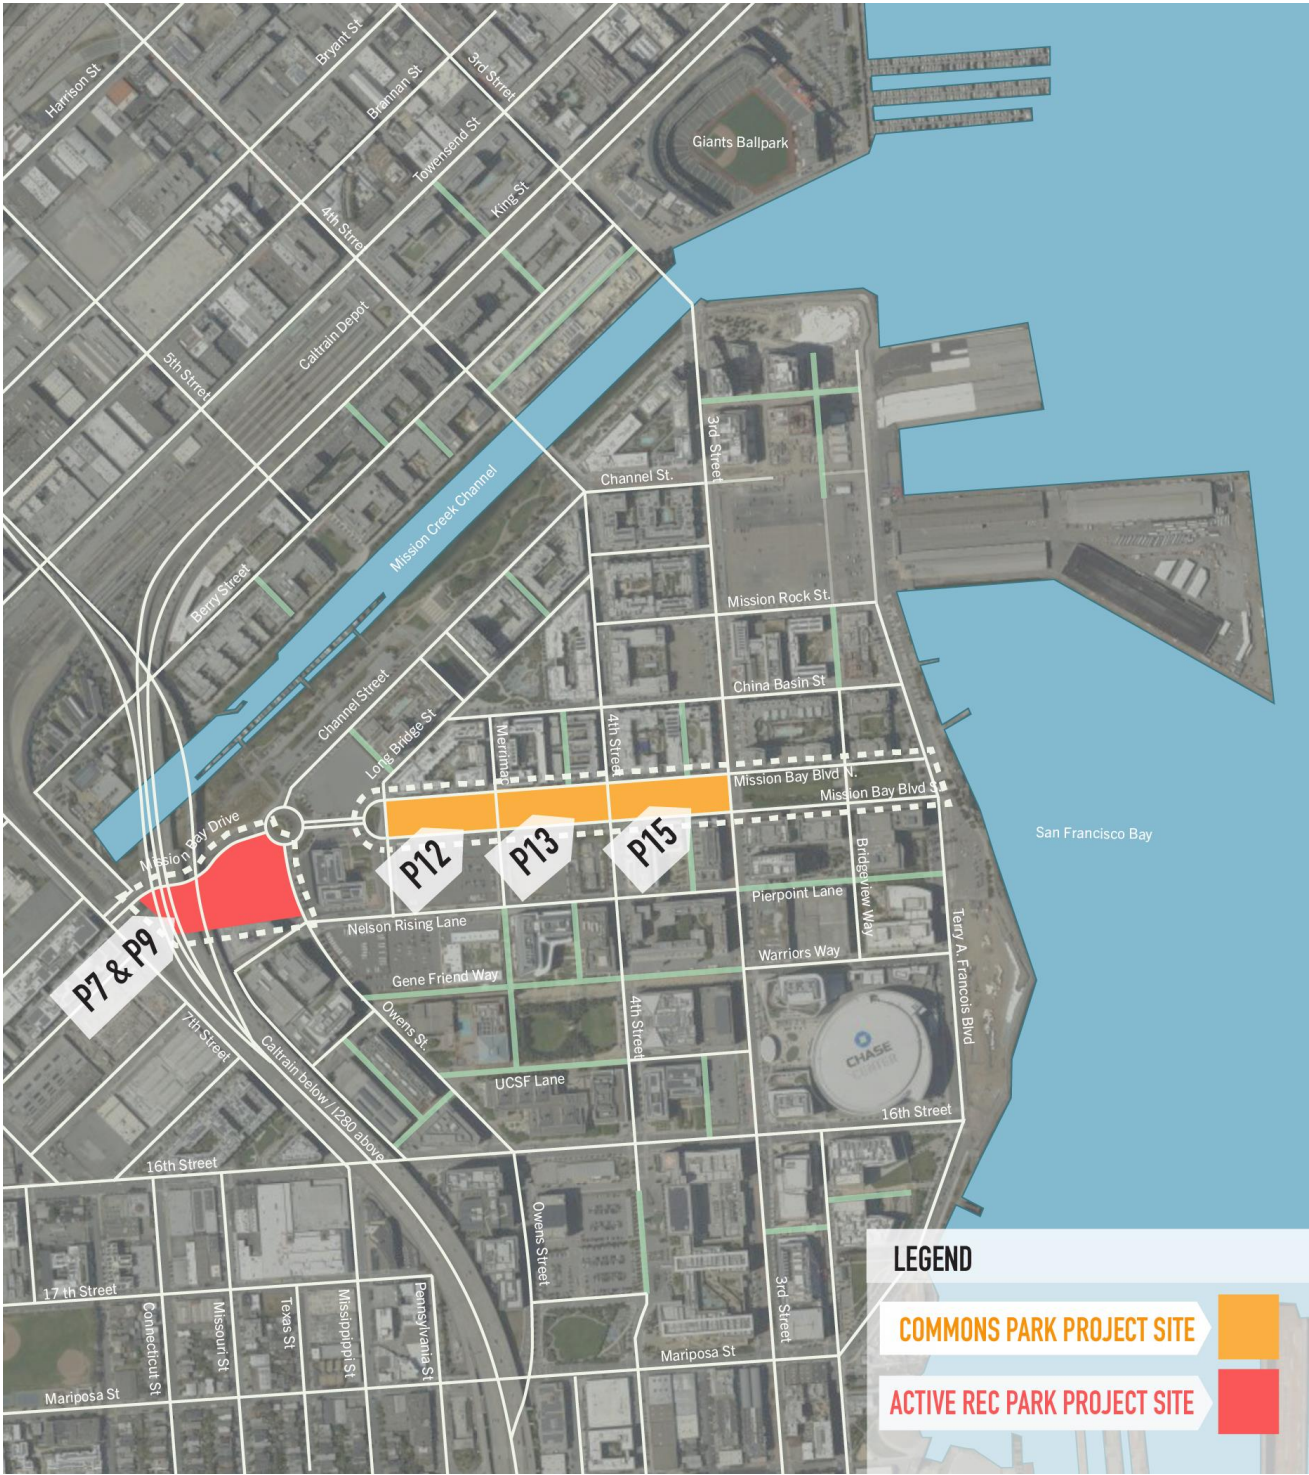 Harrison St
Bryant St
Brannan St
3rd Strret
Giants Ballpark
Towensend St
King St
4th Strre
Caltrain Depot
5th Strret
3rd Street
Channel St.
Mission Creek Channel
Berry Street
Mission Rock St.
China Basin St
Channel Street
Long Bridge St
Merrimac
4th Street
Mission Bay Blvd N.
Mission Bay Blvd S.
San Francisco Bay
Mission Bay Drive
P12
P13
P15
Bridgeview Way
Pierpoint Lane
Nelson Rising Lane
Terry A. Francois Blvd
P7 & P9
Warriors Way
Gene Friend Way
Owens St.
4th Street
7th Street
Caltrain below / I280 above
CHASE
CENTER
UCSF Lane
16th Street
16th Street
Owens Street
17 th Street
Connecticut St
Missouri St
Texas St
Mississippi St
Pennsylvania St
3rd Street
Mariposa St
Mariposa St
LEGEND
COMMONS PARK PROJECT SITE
ACTIVE REC PARK PROJECT SITE